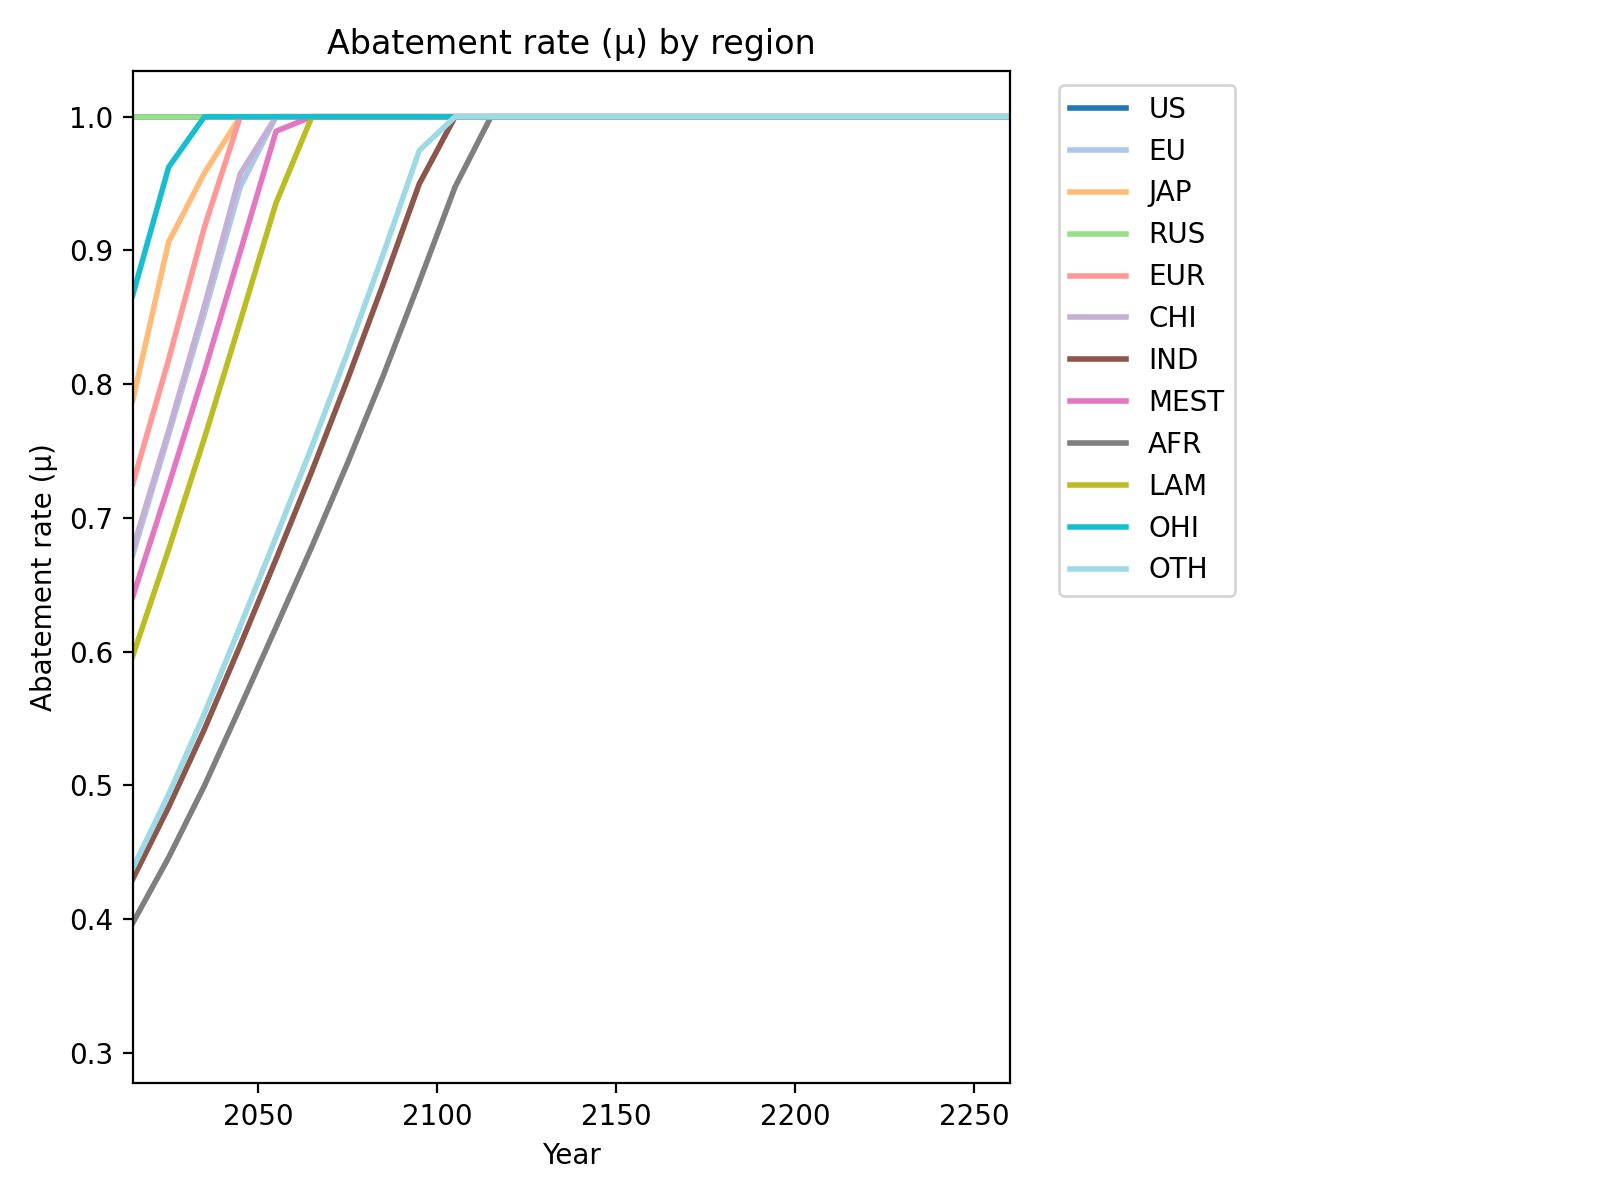 Abatement rate (μ) by region
Abatement rate (μ)
1.0
0.9
0.8
0.7
0.6
0.5
0.4
0.3
2050 2100 2150 2200 2250
Year
US
EU
JAP
RUS
EUR
CHI
IND
MEST
AFR
LAM
OHI
OTH